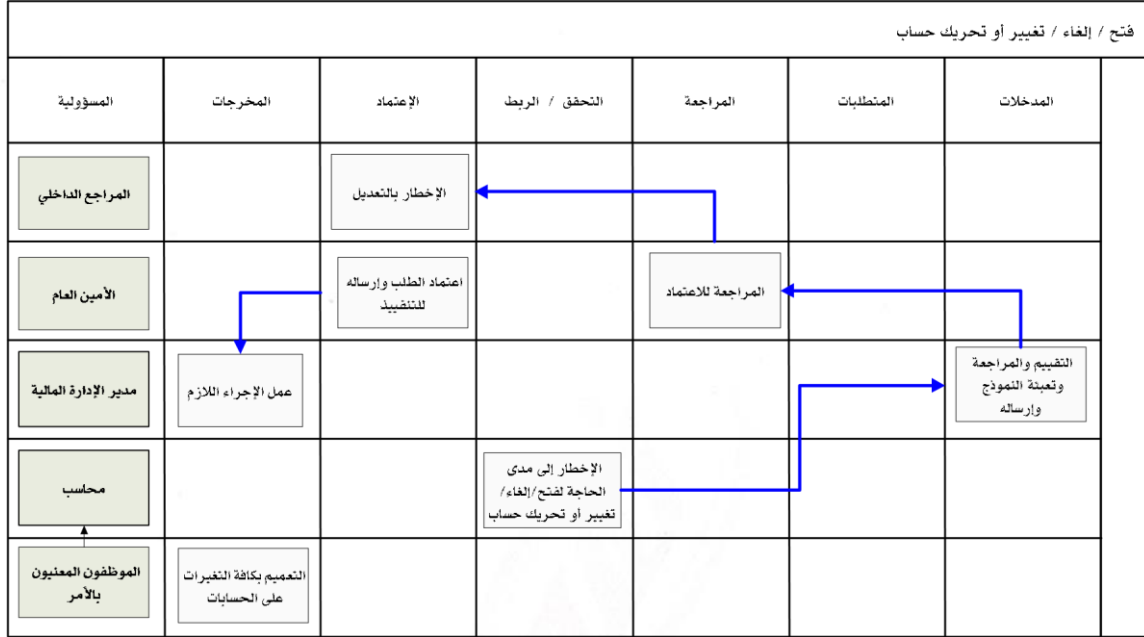 فتح / إلغاء / تغيير أو تحريك حساب
المدخلات
المتطلبات
المراجعة
التحقق / الربط
الإعتماد
المخرجات
المسؤولية
الإخطار بالتعديل
المراجع الداخلي
المراجعة للاعتماد
اعتماد الطلب وإرساله
للتنفييذ
الأمين العام
التقييم والمراجعة
وتعبئة النموذج
وإرساله
عمل الإجراء اللازم
مدير الإدارة المالية
الإخطار إلى مدى
الحاجة لفتح/إلغاء/
تغيير أو تحريك حساب
محاسب
التعميم بكافة التغيرات
على الحسابات
الموظفون المعنيون
بالأمر